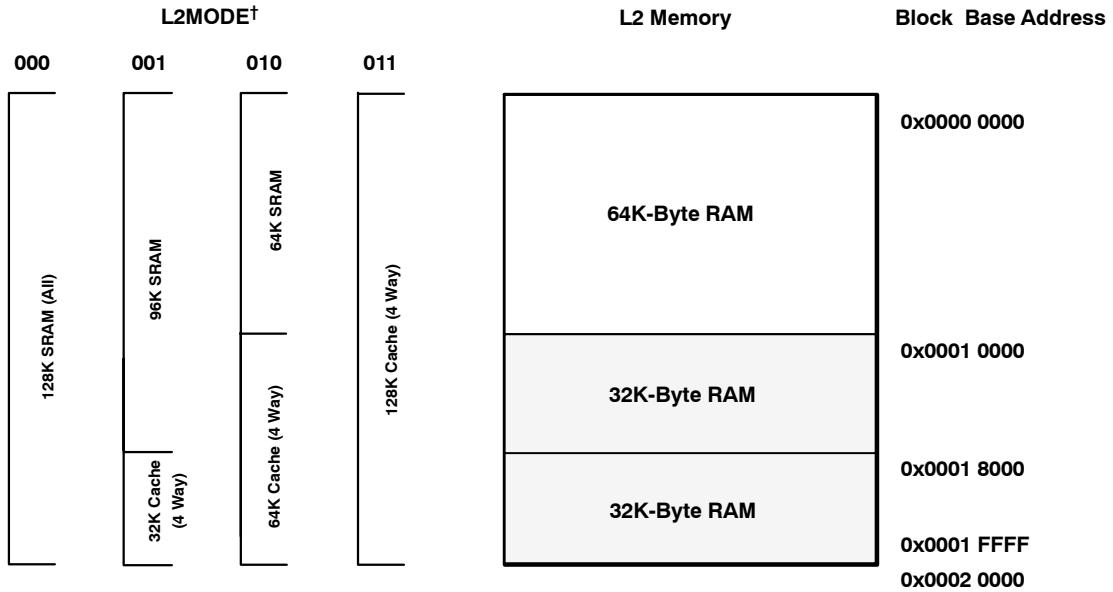 L2MODE†
L2 Memory
Block Base Address
000
001
010
011
128K SRAM (All)
96K SRAM
32K Cache
(4 Way)
64K SRAM
64K Cache (4 Way)
128K Cache (4 Way)
64K-Byte RAM
32K-Byte RAM
32K-Byte RAM
0x0000 0000
0x0001 0000
0x0001 8000
0x0001 FFFF
0x0002 0000